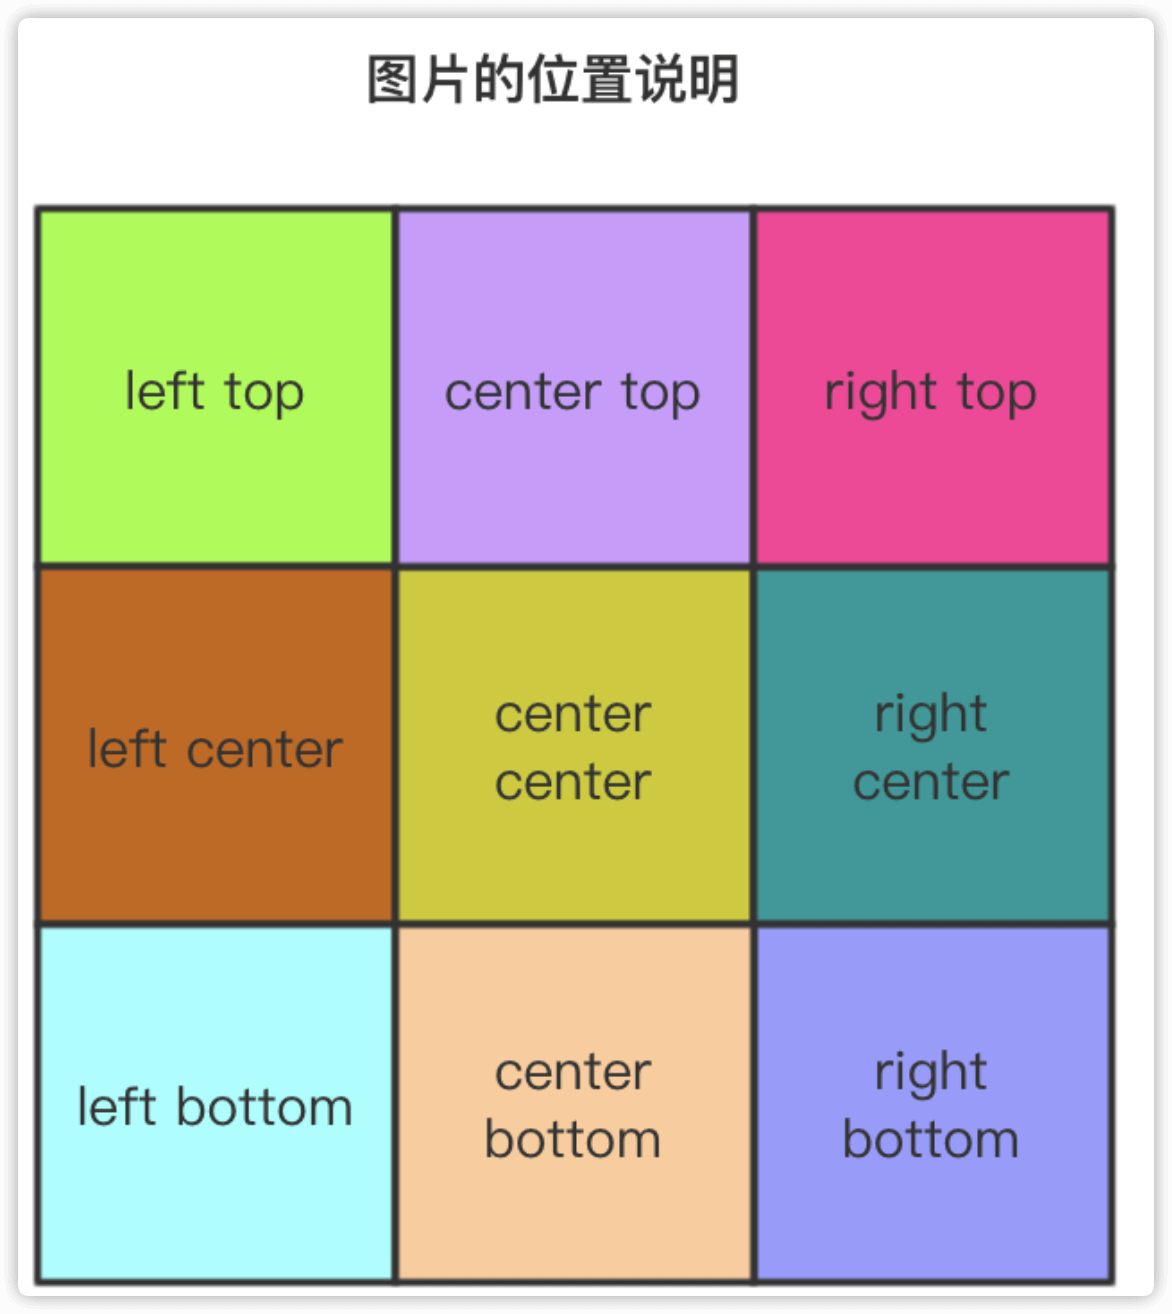 图片的位置说明
left top
center top
right top
left center
center
center
right
center
left bottom
center
bottom
right
bottom